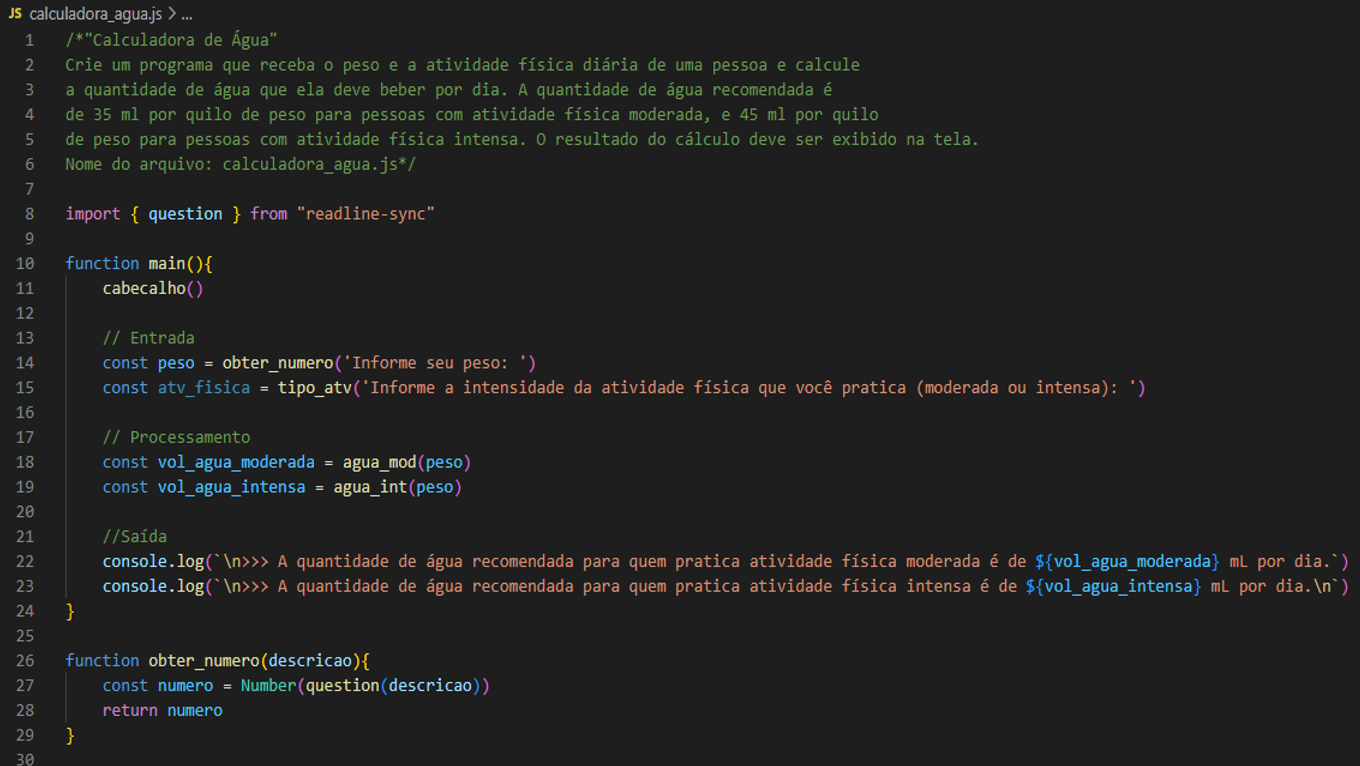 JS calculadora_agua.js > ...
1 /*"Calculadora de Água"
2 Crie um programa que receba o peso e a atividade física diária de uma pessoa e calcule
3 a quantidade de água que ela deve beber por dia. A quantidade de água recomendada é
4 de 35 ml por quilo de peso para pessoas com atividade física moderada, e 45 ml por quilo
5 de peso para pessoas com atividade física intensa. O resultado do cálculo deve ser exibido na tela.
6 Nome do arquivo: calculadora_agua.js*/
7
8 import { question } from "readline-sync"
9
10 function main(){
11     cabecalho()
12
13     // Entrada
14     const peso = obter_numero('Informe seu peso: ')
15     const atv_fisica = tipo_atv('Informe a intensidade da atividade física que você pratica (moderada ou intensa): ')
16
17     // Processamento
18     const vol_agua_moderada = agua_mod(peso)
19     const vol_agua_intensa = agua_int(peso)
20
21     //Saída
22     console.log(`\n>>> A quantidade de água recomendada para quem pratica atividade física moderada é de ${vol_agua_moderada} mL por dia.`)
23     console.log(`\n>>> A quantidade de água recomendada para quem pratica atividade física intensa é de ${vol_agua_intensa} mL por dia.\n`)
24 }
25
26 function obter_numero(descricao){
27     const numero = Number(question(descricao))
28     return numero
29 }
30